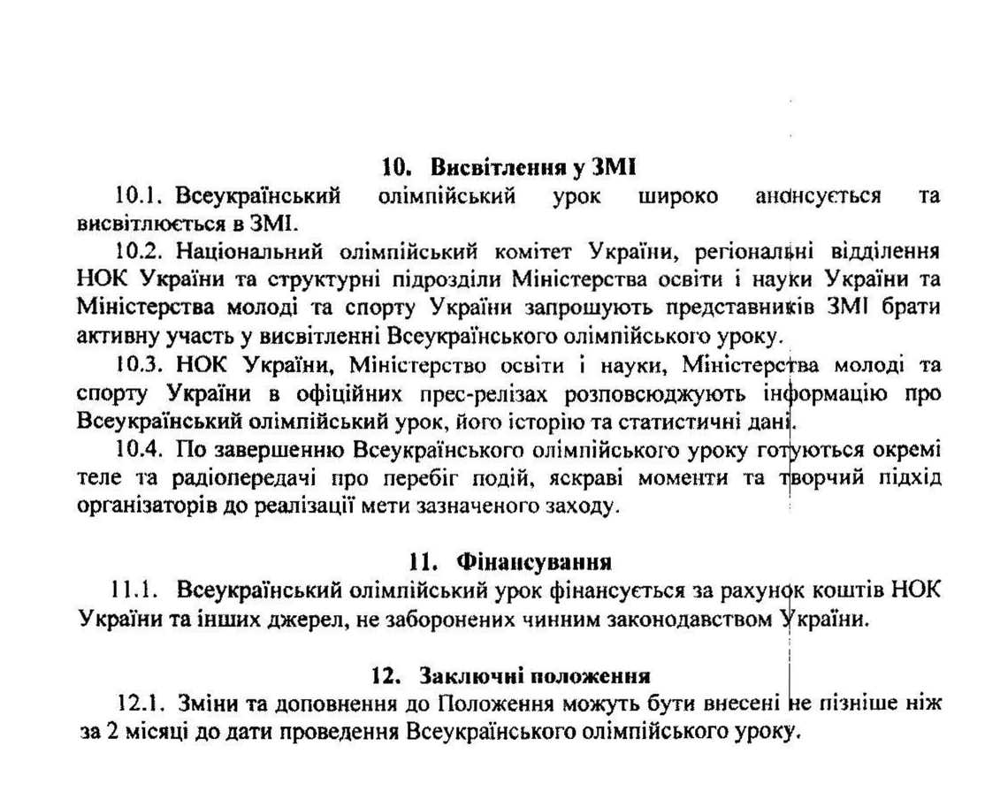 10. Висвітлення у ЗМІ
10.1. Всеукраїнський олімпійський урок широко анонсується та
висвітлюється в ЗМІ.
10.2. Національний олімпійський комітет України, регіональні відділення
НОК України та структурні підрозділи Міністерства освіти і науки України та
Міністерства молоді та спорту України запрошують представників ЗМІ брати
активну участь у висвітленні Всеукраїнського олімпійського уроку.
10.3. НОК України, Міністерство освіти і науки, Міністерства молоді та
спорту України в офіційних прес-релізах розповсюджують інформацію про
Всеукраїнський олімпійський урок, його історію та статистичні дані.
10.4. По завершенню Всеукраїнського олімпійського уроку готуються окремі
теле та радіопередачі про перебіг подій, яскраві моменти та творчий підхід
організаторів до реалізації мети зазначеного заходу.
11. Фінансування
11.1. Всеукраїнський олімпійський урок фінансується за рахунок коштів НОК
України та інших джерел, не заборонених чинним законодавством України.
12. Заключні положення
12.1. Зміни та доповнення до Положення можуть бути внесені не пізніше ніж
за 2 місяці до дати проведення Всеукраїнського олімпійського уроку.